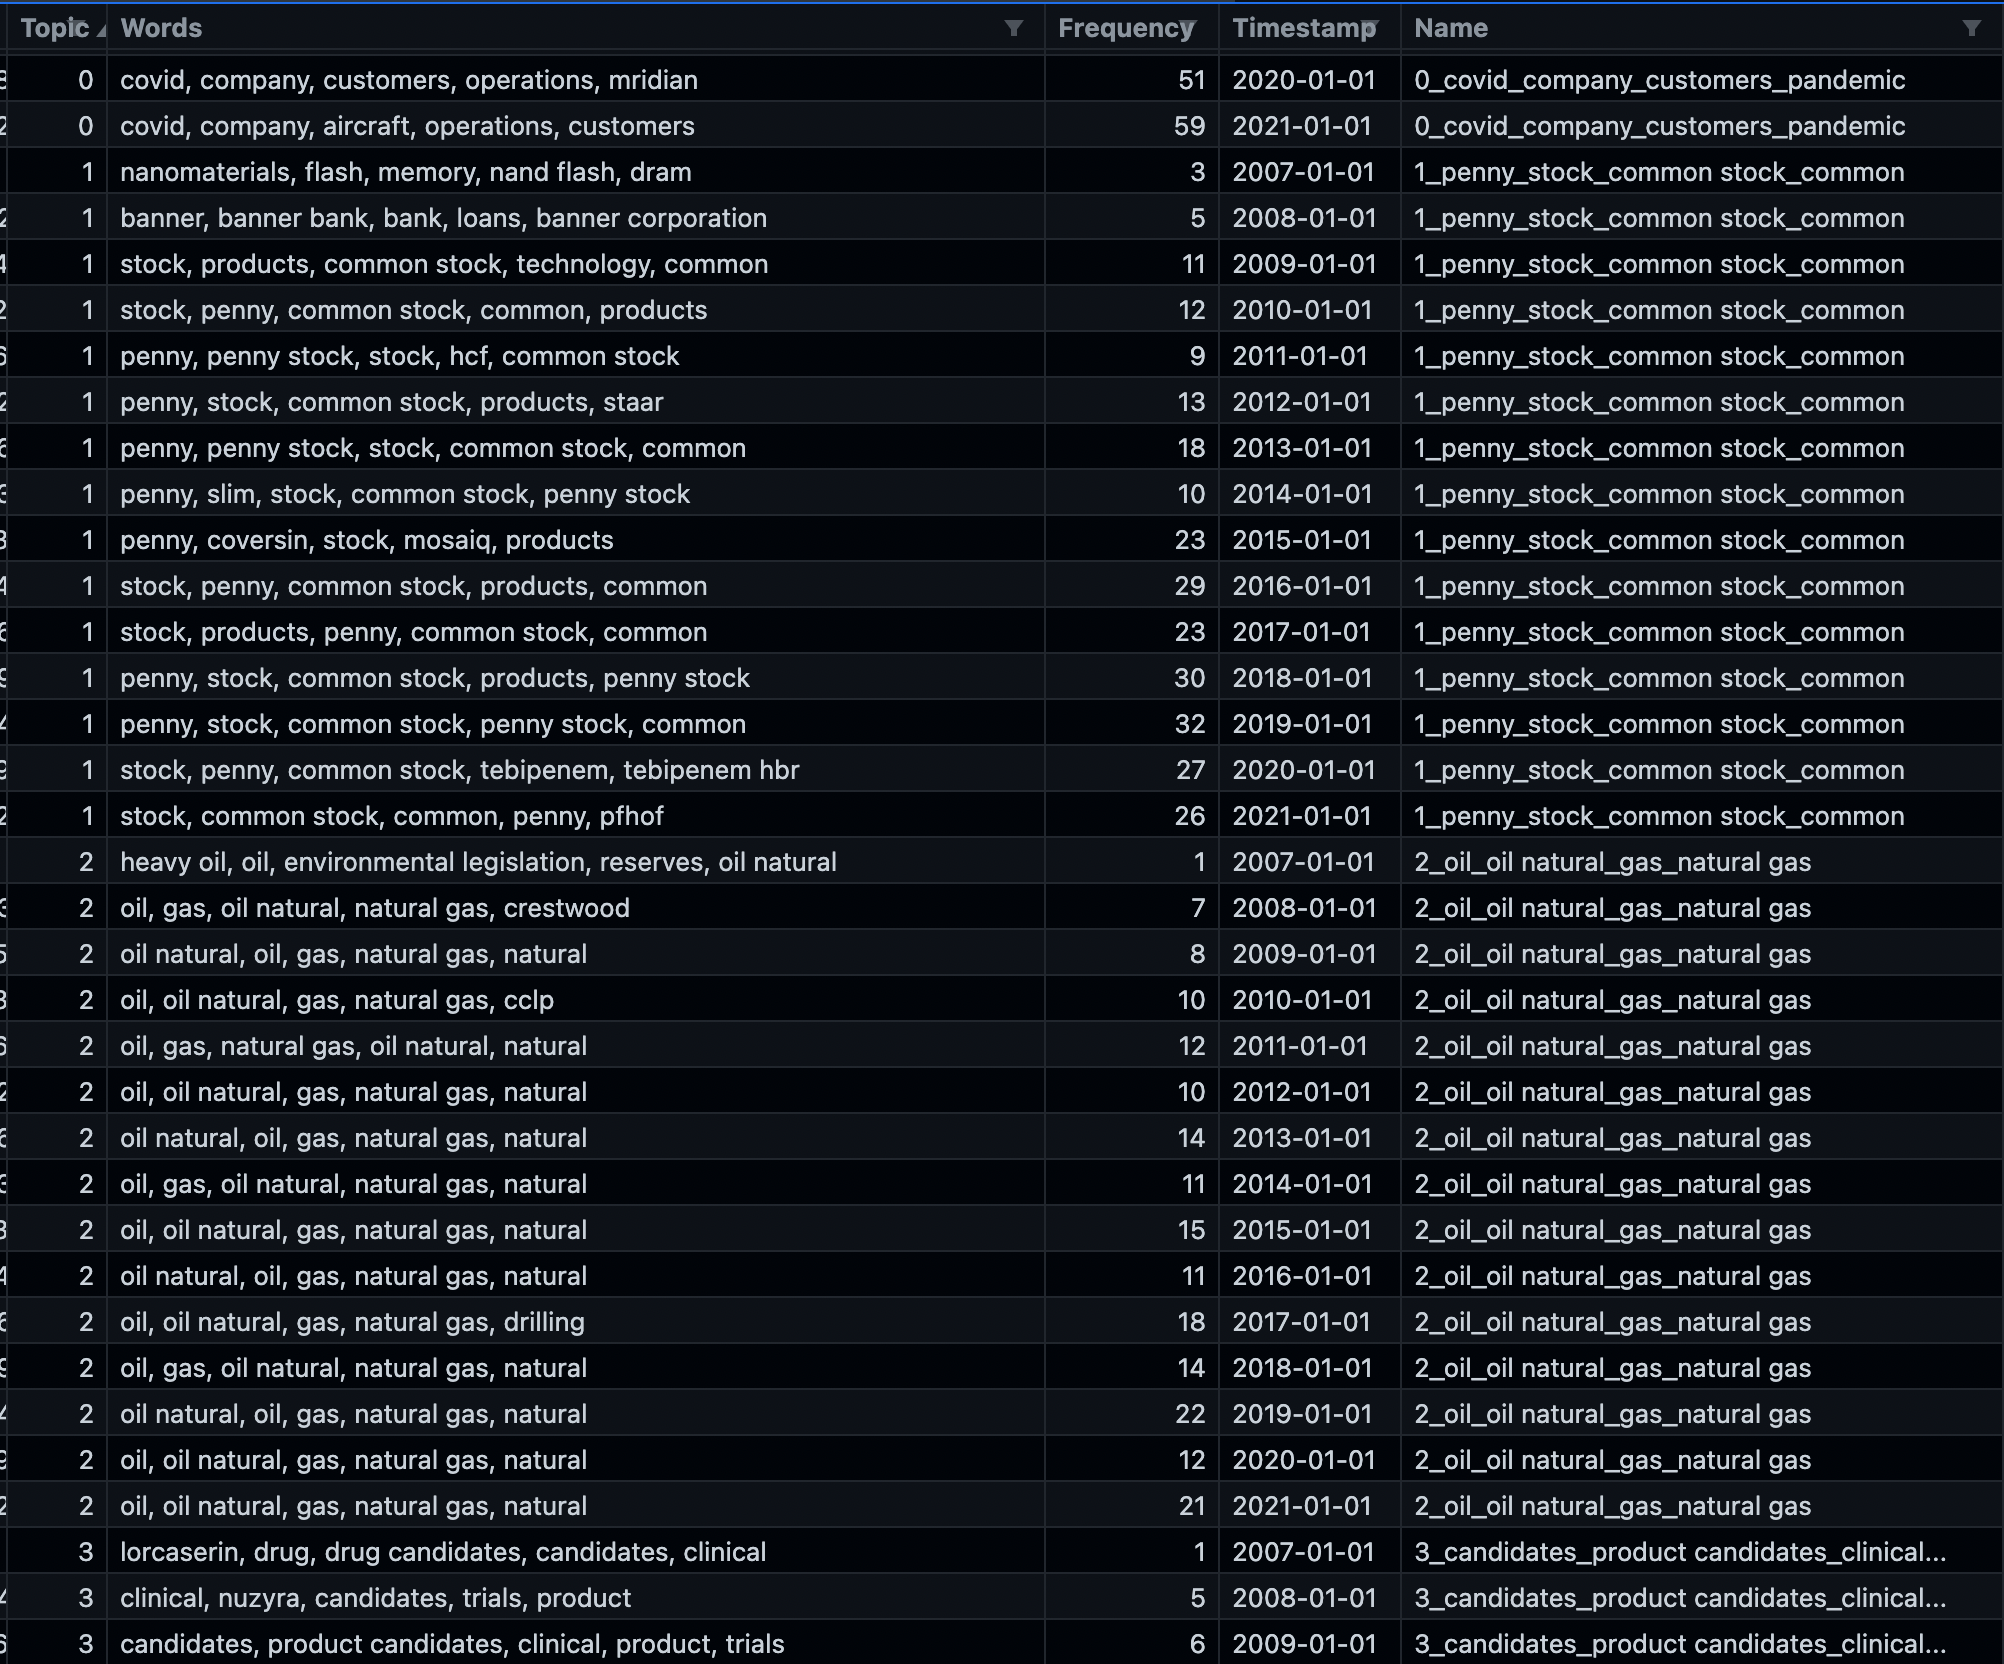 Topic Words Frequency Timestamp Name
0 covid, company, customers, operations, mridian 51 2020-01-01 0_covid_company_customers_pandemic
0 covid, company, aircraft, operations, customers 59 2021-01-01 0_covid_company_customers_pandemic
1 nanomaterials, flash, memory, nand flash, dram 3 2007-01-01 1_penny_stock_common stock_common
1 banner, banner bank, bank, loans, banner corporation 5 2008-01-01 1_penny_stock_common stock_common
1 stock, products, common stock, technology, common 11 2009-01-01 1_penny_stock_common stock_common
1 stock, penny, common stock, common, products 12 2010-01-01 1_penny_stock_common stock_common
1 penny, penny stock, stock, hcf, common stock 9 2011-01-01 1_penny_stock_common stock_common
1 penny, stock, common stock, products, staar 13 2012-01-01 1_penny_stock_common stock_common
1 penny, penny stock, stock, common stock, common 18 2013-01-01 1_penny_stock_common stock_common
1 penny, slim, stock, common stock, penny stock 10 2014-01-01 1_penny_stock_common stock_common
1 penny, coversin, stock, mosaiq, products 23 2015-01-01 1_penny_stock_common stock_common
1 stock, penny, common stock, products, common 29 2016-01-01 1_penny_stock_common stock_common
1 stock, products, penny, common stock, common 23 2017-01-01 1_penny_stock_common stock_common
1 penny, stock, common stock, products, penny stock 30 2018-01-01 1_penny_stock_common stock_common
1 penny, stock, common stock, penny stock, common 32 2019-01-01 1_penny_stock_common stock_common
1 stock, penny, common stock, tebipenem, tebipenem hbr 27 2020-01-01 1_penny_stock_common stock_common
1 stock, common stock, common, penny, pfhof 26 2021-01-01 1_penny_stock_common stock_common
2 heavy oil, oil, environmental legislation, reserves, oil natural 1 2007-01-01 2_oil_oil natural_gas_natural gas
2 oil, gas, oil natural, natural gas, crestwood 7 2008-01-01 2_oil_oil natural_gas_natural gas
2 oil natural, oil, gas, natural gas, natural 8 2009-01-01 2_oil_oil natural_gas_natural gas
2 oil, oil natural, gas, natural gas, cclp 10 2010-01-01 2_oil_oil natural_gas_natural gas
2 oil, gas, natural gas, oil natural, natural 12 2011-01-01 2_oil_oil natural_gas_natural gas
2 oil, oil natural, gas, natural gas, natural 10 2012-01-01 2_oil_oil natural_gas_natural gas
2 oil natural, oil, gas, natural gas, natural 14 2013-01-01 2_oil_oil natural_gas_natural gas
2 oil, gas, oil natural, natural gas, natural 11 2014-01-01 2_oil_oil natural_gas_natural gas
2 oil, oil natural, gas, natural gas, natural 15 2015-01-01 2_oil_oil natural_gas_natural gas
2 oil natural, oil, gas, natural gas, natural 11 2016-01-01 2_oil_oil natural_gas_natural gas
2 oil, oil natural, gas, natural gas, drilling 18 2017-01-01 2_oil_oil natural_gas_natural gas
2 oil, gas, oil natural, natural gas, natural 14 2018-01-01 2_oil_oil natural_gas_natural gas
2 oil natural, oil, gas, natural gas, natural 22 2019-01-01 2_oil_oil natural_gas_natural gas
2 oil, oil natural, gas, natural gas, natural 12 2020-01-01 2_oil_oil natural_gas_natural gas
2 oil, oil natural, gas, natural gas, natural 21 2021-01-01 2_oil_oil natural_gas_natural gas
3 lorcaserin, drug, drug candidates, candidates, clinical 1 2007-01-01 3_candidates_product candidates_clinical...
3 clinical, nuzyra, candidates, trials, product 5 2008-01-01 3_candidates_product candidates_clinical...
3 candidates, product candidates, clinical, product, trials 6 2009-01-01 3_candidates_product candidates_clinical...